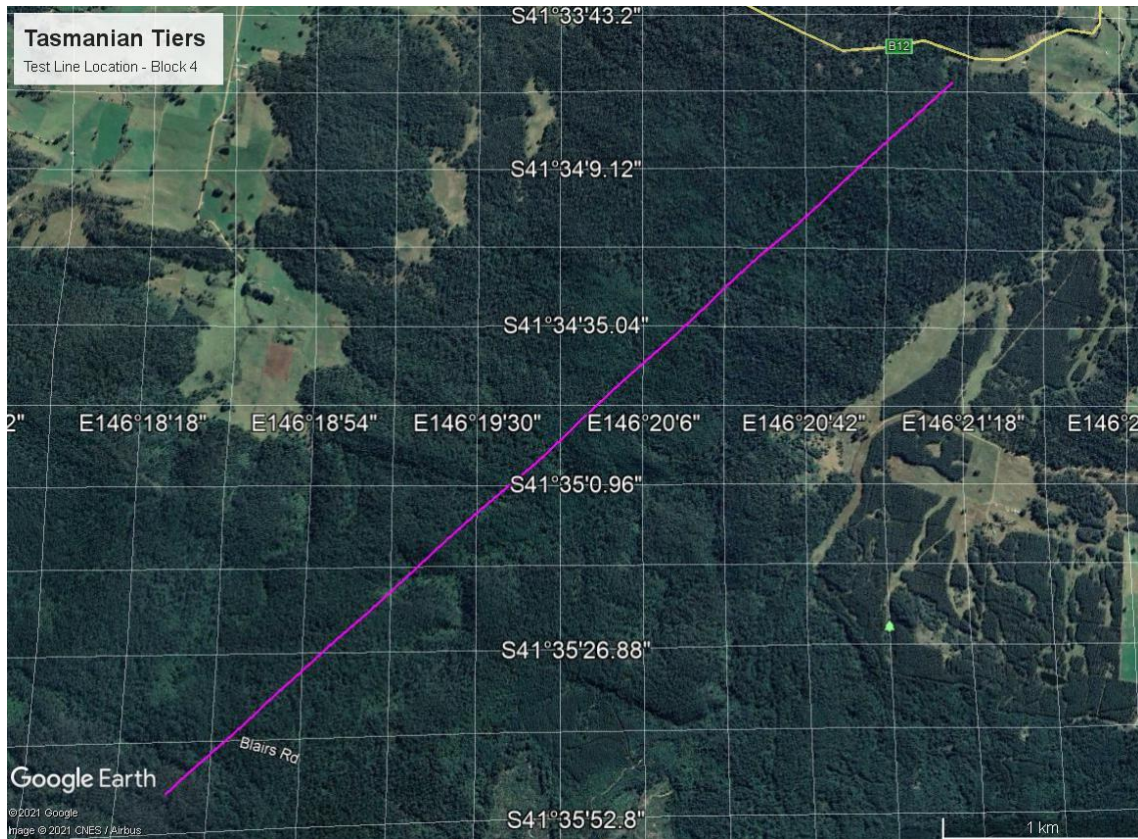 Tasmanian Tiers
Test Line Location - Block 4
S41°33'43.2"
B12
S41°34'9.12"
S41°34'35.04"
2"
E146°18'18"
E146°18'54"
E146°19'30"
E146°20'6"
E146°20'42"
E146°21'18"
E146°2
S41°35'0.96"
S41°35'26.88"
Blairs Rd
Google Earth
S41°35'52.8"
©2021 Google
Image © 2021 CNES / Airbus
1 km